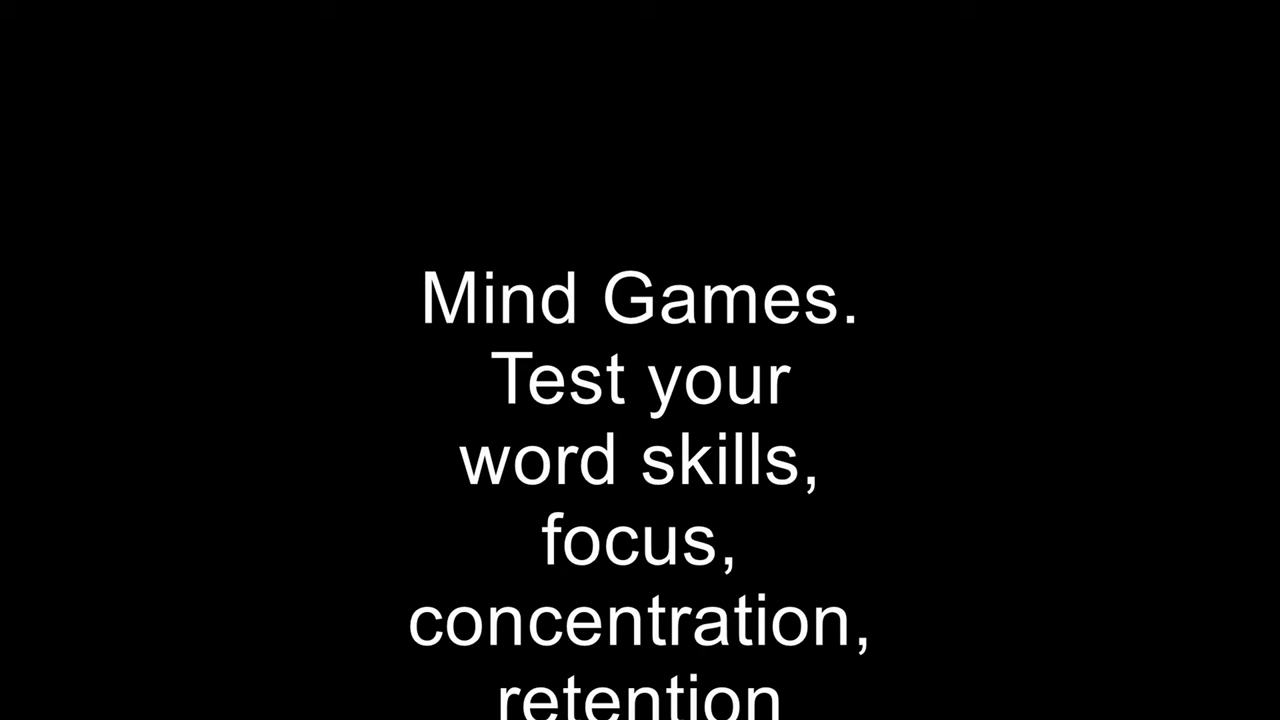 Mind Games.
Test your
word skills,
focus,
concentration,
retention